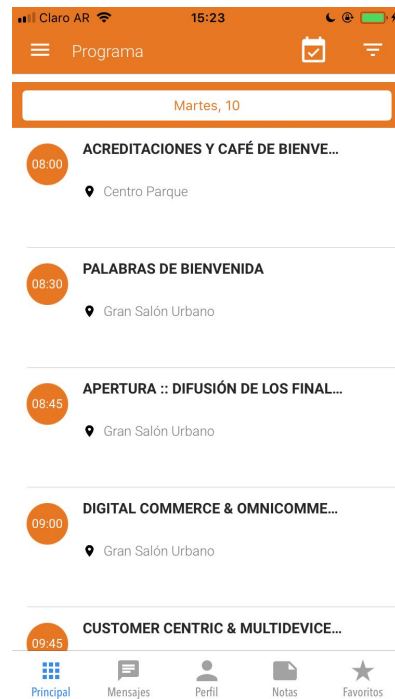 Claro AR
15:23
Programa
Martes, 10
08:00
ACREDITACIONES Y CAFÉ DE BIENVE...
Centro Parque
08:30
PALABRAS DE BIENVENIDA
Gran Salón Urbano
08:45
APERTURA :: DIFUSIÓN DE LOS FINAL...
Gran Salón Urbano
09:00
DIGITAL COMMERCE & OMNICOMME...
Gran Salón Urbano
09:45
CUSTOMER CENTRIC & MULTIDEVICE...
Principal
Mensajes
Perfil
Notas
Favoritos